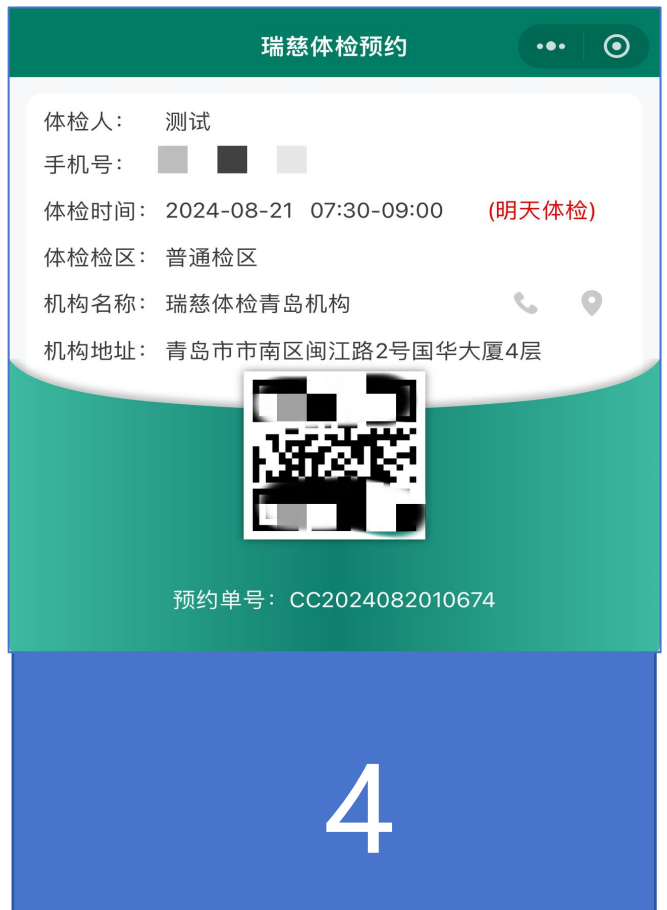 瑞慈体检预约
体检人： 测试
手机号：
体检时间： 2024-08-21 07:30-09:00 (明天体检)
体检检区： 普通检区
机构名称： 瑞慈体检青岛机构
机构地址： 青岛市市南区闽江路2号国华大厦4层
预约单号：CC2024082010674
4